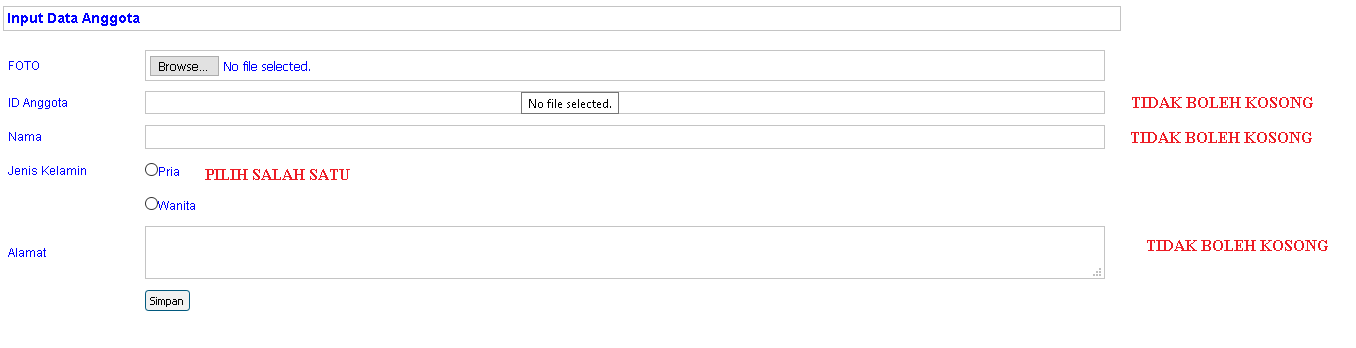 Input Data Anggota
FOTO Browse... No file selected.
ID Anggota No file selected. TIDAK BOLEH KOSONG
Nama TIDAK BOLEH KOSONG
Jenis Kelamin Pria PILIH SALAH SATU
Wanita
Alamat TIDAK BOLEH KOSONG
Simpan